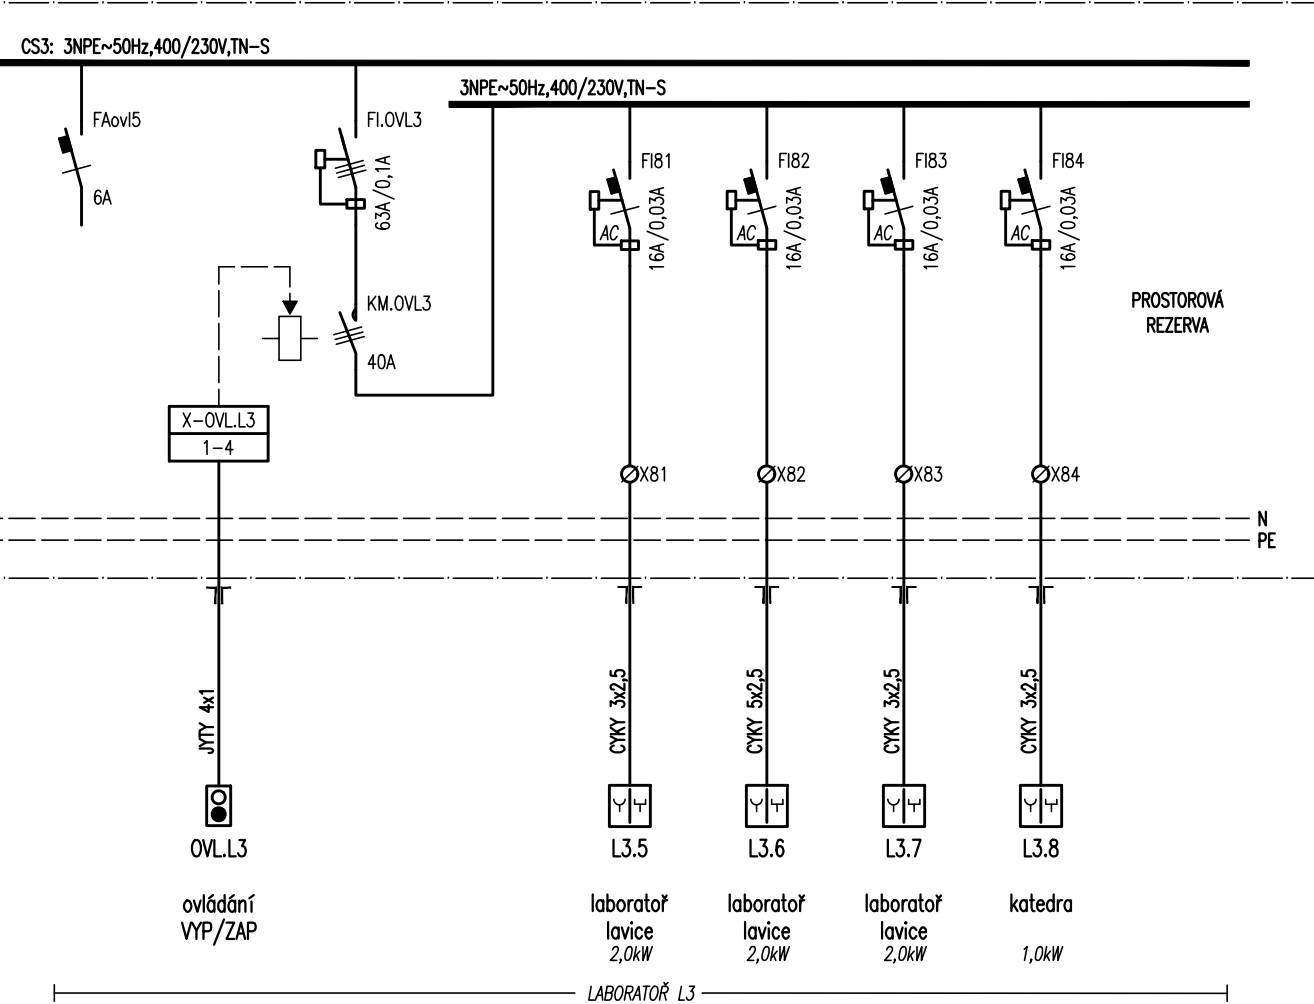 CS3: 3NPE~50Hz,400/230V,TN-S
3NPE~50Hz,400/230V,TN-S
FAovl5
6A
FI.OVL3
63A/0,1A
KM.OVL3
40A
X-OVL.L3
1-4
FI81
16A/0,03A
AC
FI82
16A/0,03A
AC
FI83
16A/0,03A
AC
FI84
16A/0,03A
AC
PROSTOROVÁ
REZERVA
X81
X82
X83
X84
N
PE
JYTY 4x1
CYKY 3x2,5
CYKY 5x2,5
CYKY 3x2,5
CYKY 3x2,5
OVL.L3
ovládání
VYP/ZAP
L3.5
laboratoř
lavice
2,0kW
L3.6
laboratoř
lavice
2,0kW
L3.7
laboratoř
lavice
2,0kW
L3.8
katedra
1,0kW
LABORATOŘ L3